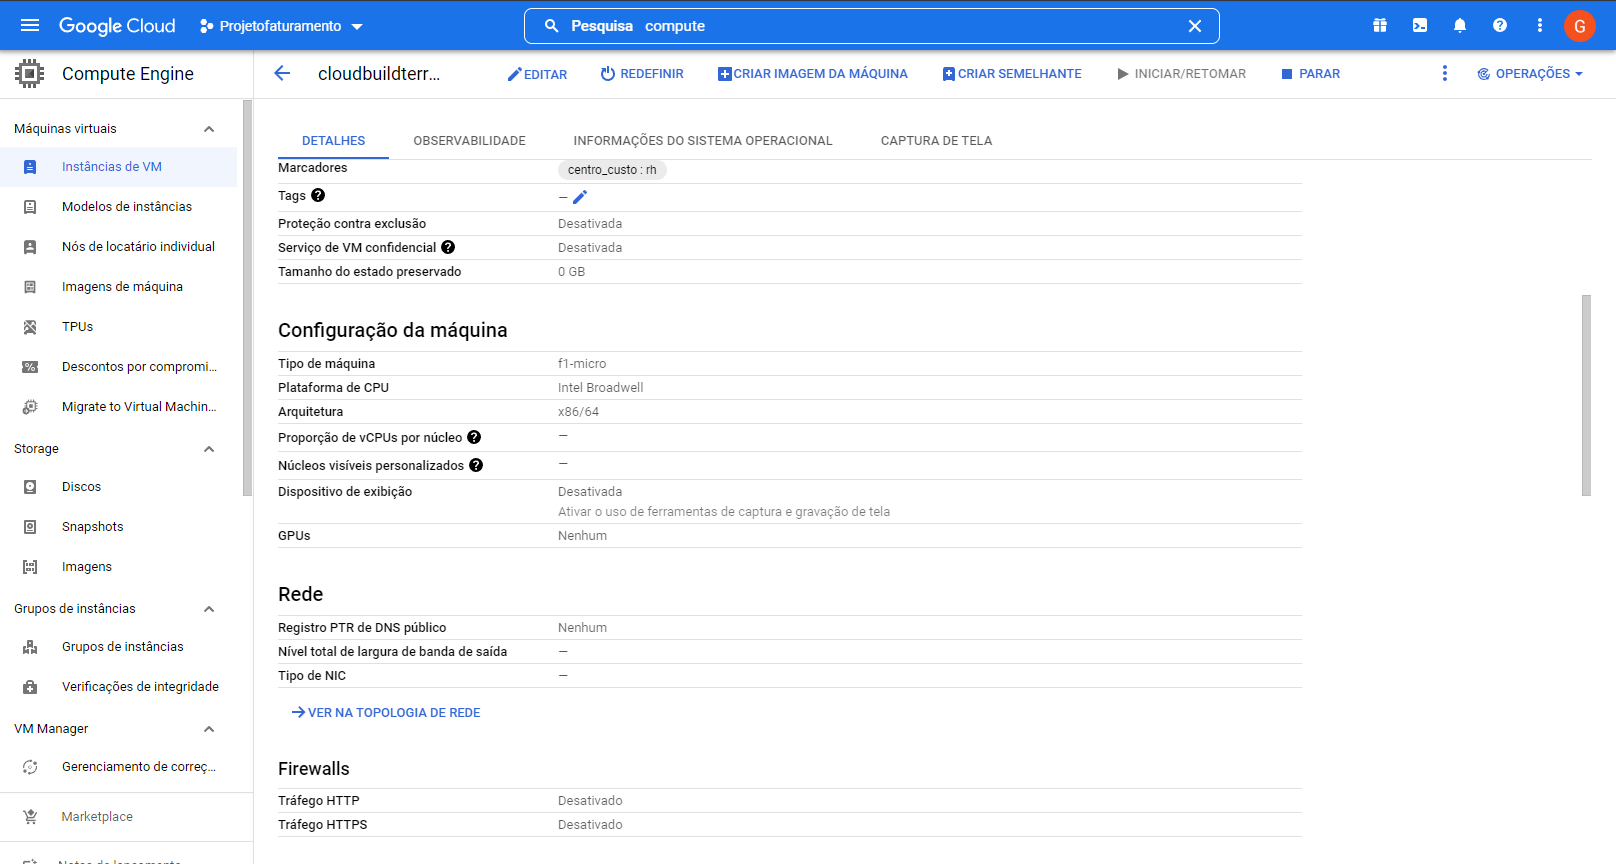 Google Cloud
Projetofaturamento
Pesquisa compute
G
Compute Engine
cloudbuildterr...
EDITAR
REDEFINIR
CRIAR IMAGEM DA MÁQUINA
CRIAR SEMELHANTE
INICIAR/RETOMAR
PARAR
OPERAÇÕES
Máquinas virtuais
Instâncias de VM
Modelos de instâncias
Nós de locatário individual
Imagens de máquina
TPUs
Descontos por compromi...
Migrate to Virtual Machin...
Storage
Discos
Snapshots
Imagens
Grupos de instâncias
Grupos de instâncias
Verificações de integridade
VM Manager
Gerenciamento de correç...
Marketplace
DETALHES
OBSERVABILIDADE
INFORMAÇÕES DO SISTEMA OPERACIONAL
CAPTURA DE TELA
Marcadores centro_custo : rh
Tags —
Proteção contra exclusão Desativada
Serviço de VM confidencial Desativada
Tamanho do estado preservado 0 GB
Configuração da máquina
Tipo de máquina f1-micro
Plataforma de CPU Intel Broadwell
Arquitetura x86/64
Proporção de vCPUs por núcleo —
Núcleos visíveis personalizados —
Dispositivo de exibição Desativada
Ativar o uso de ferramentas de captura e gravação de tela
GPUs Nenhum
Rede
Registro PTR de DNS público Nenhum
Nível total de largura de banda de saída —
Tipo de NIC —
VER NA TOPOLOGIA DE REDE
Firewalls
Tráfego HTTP Desativado
Tráfego HTTPS Desativado